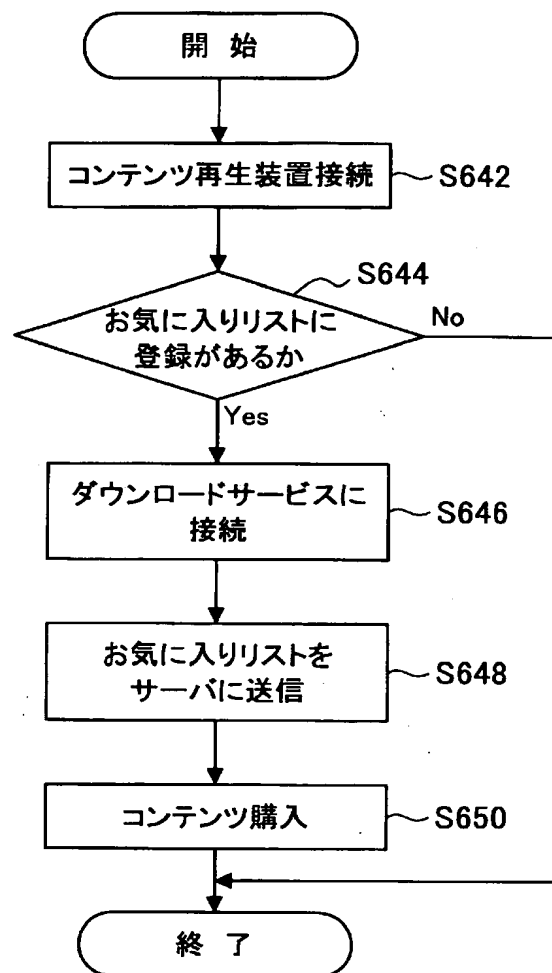 開 始
コンテンツ再生装置接続
S642
S644
お気に入りリストに
登録があるか
No
Yes
ダウンロードサービスに
接続
S646
お気に入りリストを
サーバに送信
S648
コンテンツ購入
S650
終 了